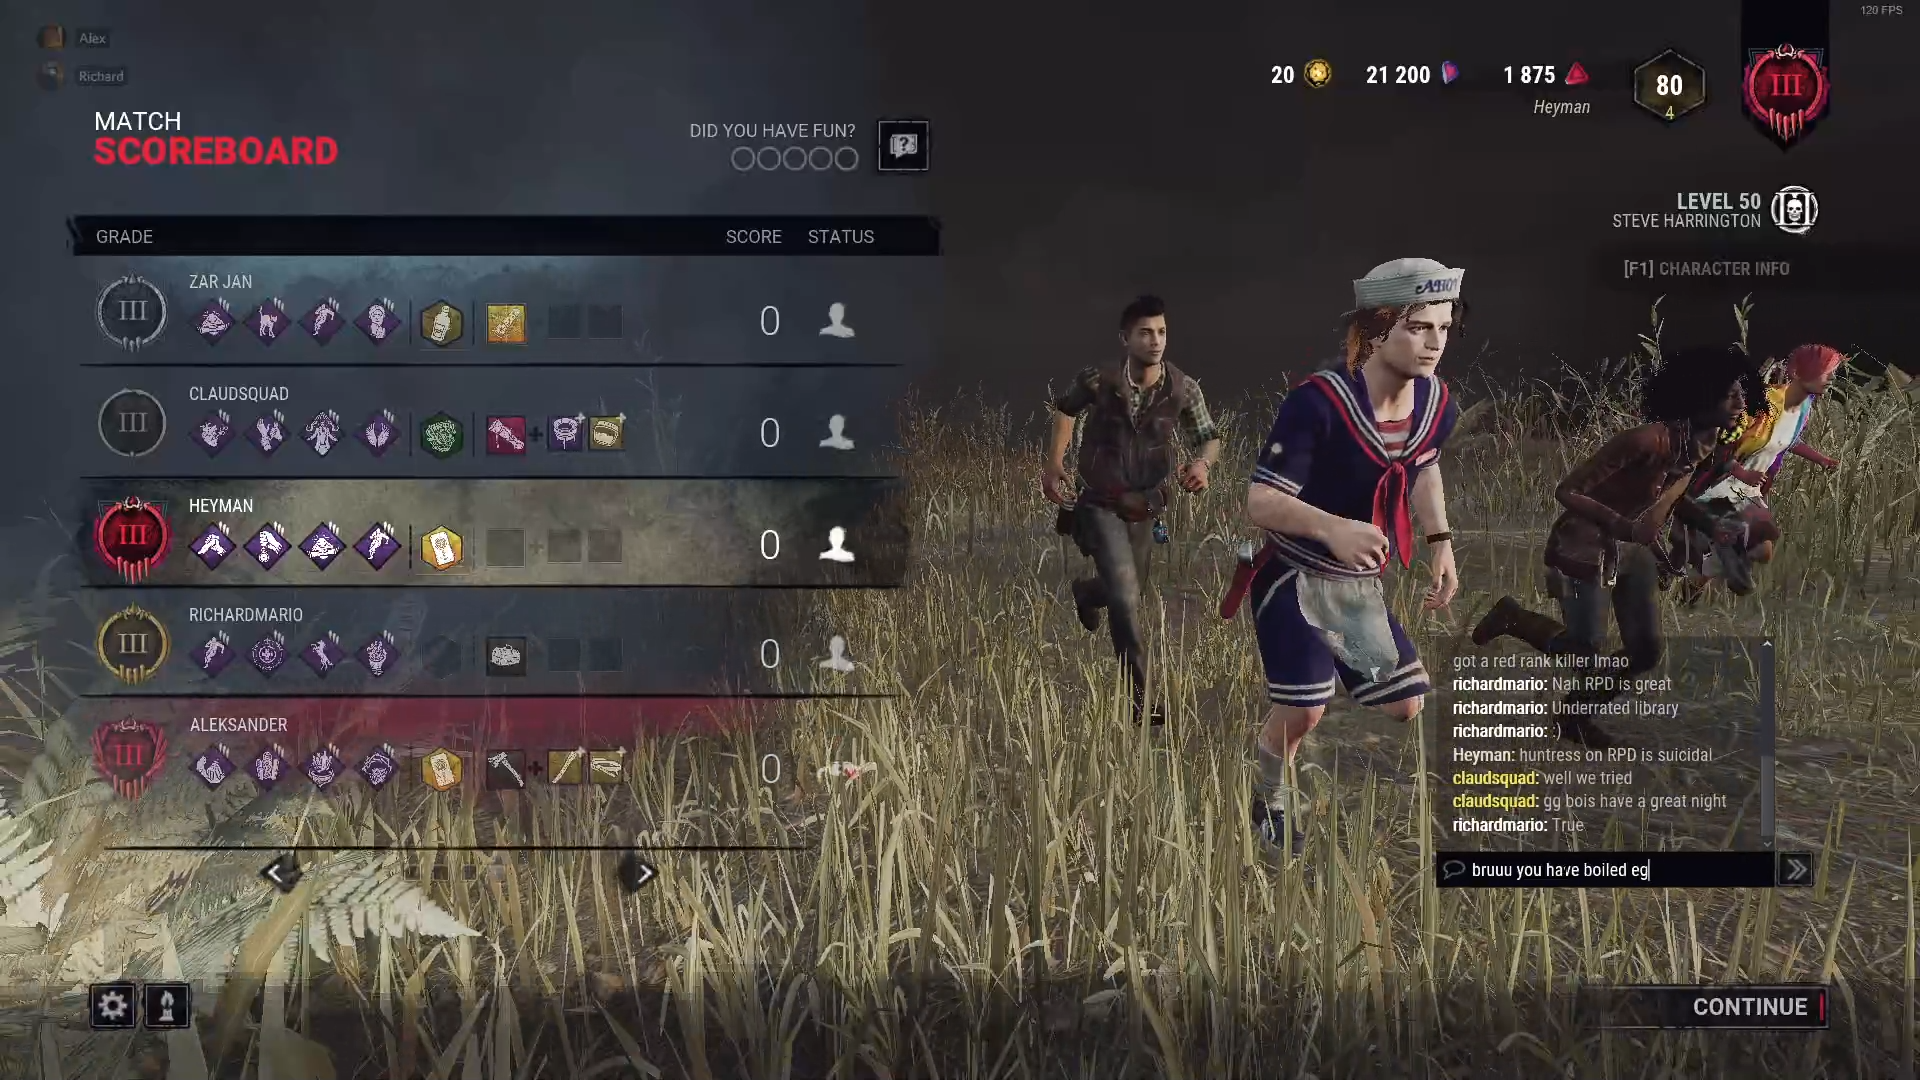 120 FPS
Alex
Richard
20
21 200
1 875
Heyman
80
4
III
MATCH
SCOREBOARD
DID YOU HAVE FUN?
?
LEVEL 50
STEVE HARRINGTON
III
[F1] CHARACTER INFO
GRADE SCORE STATUS
III
ZAR JAN
0
AHOY
III
CLAUDSQUAD
0
III
HEYMAN
0
III
RICHARDMARIO
0
III
ALEKSANDER
0
got a red rank killer lmao
richardmario: Nah RPD is great
richardmario: Underrated library
richardmario: :)
Heyman: huntress on RPD is suicidal
claudsquad: well we tried
claudsquad: gg bois have a great night
richardmario: True
bruuu you have boiled eg
CONTINUE